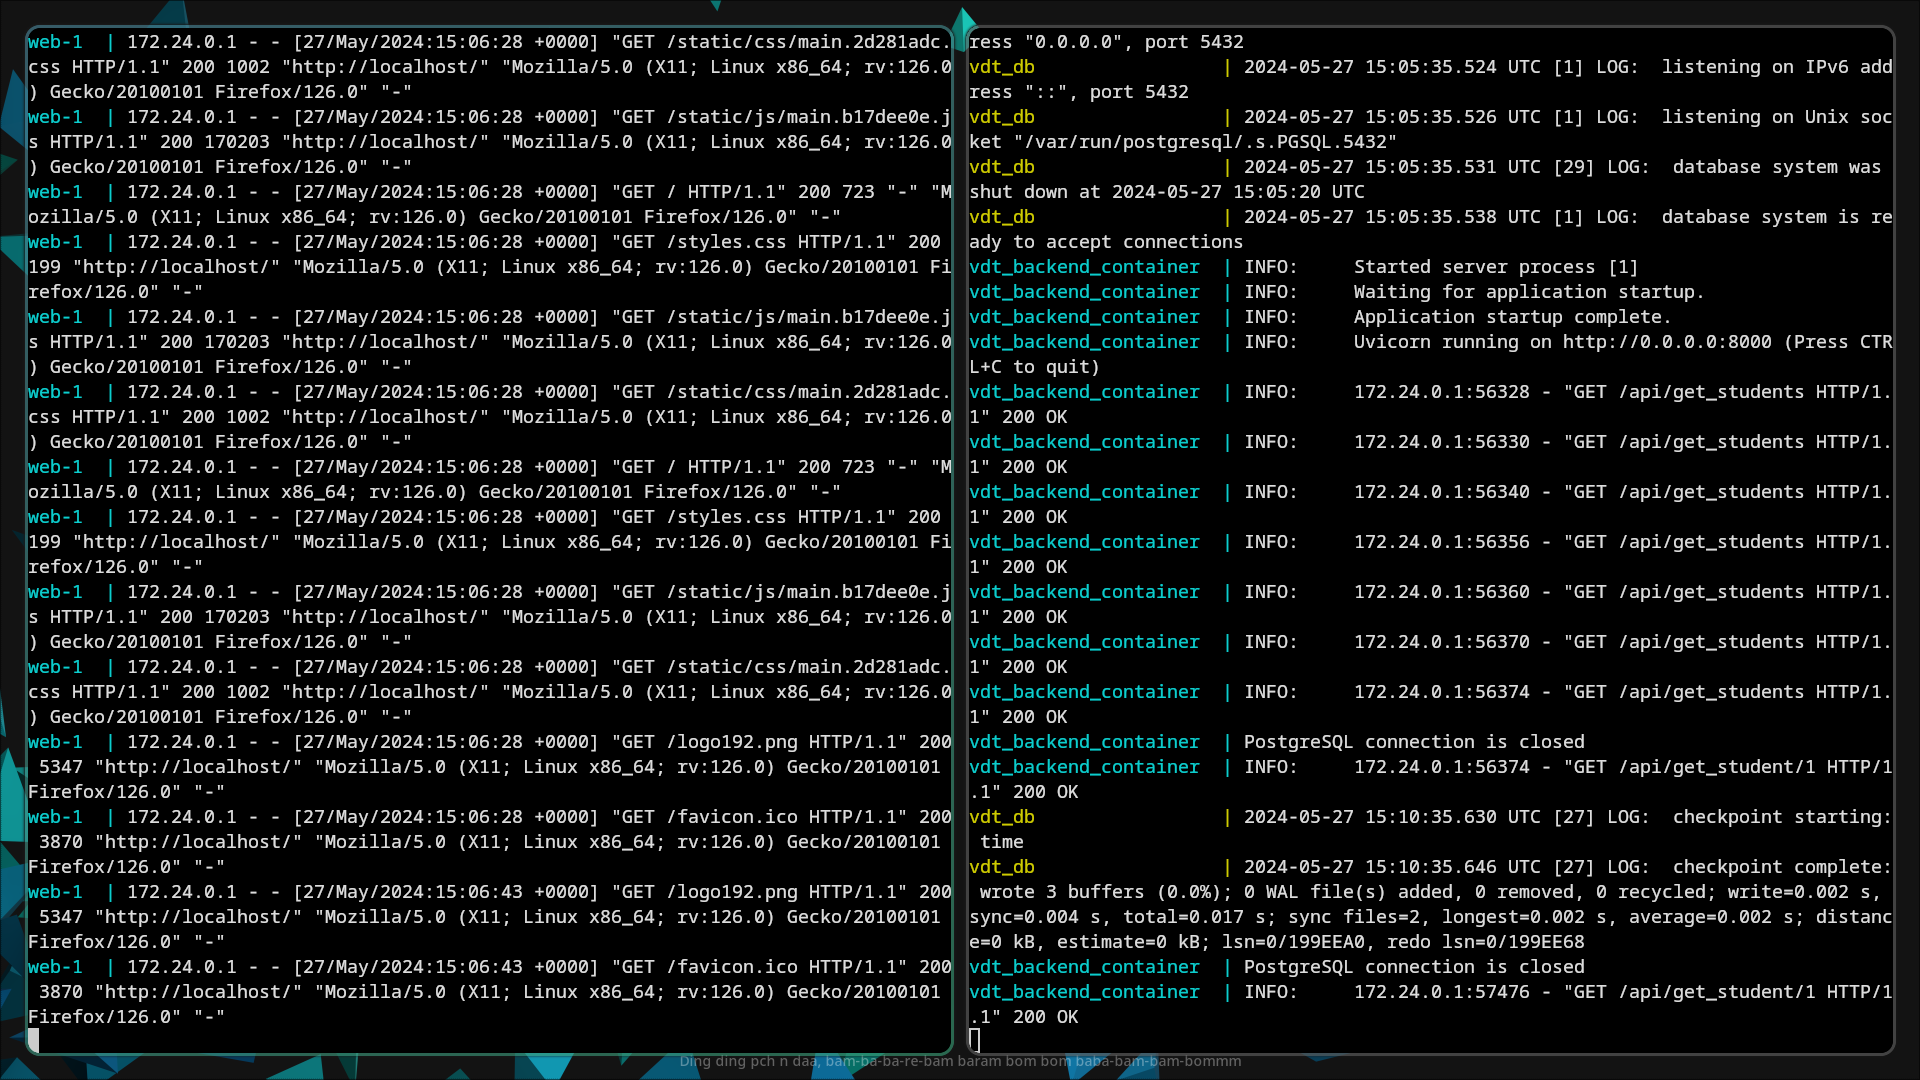 web-1  | 172.24.0.1 - - [27/May/2024:15:06:28 +0000] "GET /static/css/main.2d281adc.
css HTTP/1.1" 200 1002 "http://localhost/" "Mozilla/5.0 (X11; Linux x86_64; rv:126.0
) Gecko/20100101 Firefox/126.0" "-"
web-1  | 172.24.0.1 - - [27/May/2024:15:06:28 +0000] "GET /static/js/main.b17dee0e.j
s HTTP/1.1" 200 170203 "http://localhost/" "Mozilla/5.0 (X11; Linux x86_64; rv:126.0
) Gecko/20100101 Firefox/126.0" "-"
web-1  | 172.24.0.1 - - [27/May/2024:15:06:28 +0000] "GET / HTTP/1.1" 200 723 "-" "M
ozilla/5.0 (X11; Linux x86_64; rv:126.0) Gecko/20100101 Firefox/126.0" "-"
web-1  | 172.24.0.1 - - [27/May/2024:15:06:28 +0000] "GET /styles.css HTTP/1.1" 200
199 "http://localhost/" "Mozilla/5.0 (X11; Linux x86_64; rv:126.0) Gecko/20100101 Fi
refox/126.0" "-"
web-1  | 172.24.0.1 - - [27/May/2024:15:06:28 +0000] "GET /static/js/main.b17dee0e.j
s HTTP/1.1" 200 170203 "http://localhost/" "Mozilla/5.0 (X11; Linux x86_64; rv:126.0
) Gecko/20100101 Firefox/126.0" "-"
web-1  | 172.24.0.1 - - [27/May/2024:15:06:28 +0000] "GET /static/css/main.2d281adc.
css HTTP/1.1" 200 1002 "http://localhost/" "Mozilla/5.0 (X11; Linux x86_64; rv:126.0
) Gecko/20100101 Firefox/126.0" "-"
web-1  | 172.24.0.1 - - [27/May/2024:15:06:28 +0000] "GET / HTTP/1.1" 200 723 "-" "M
ozilla/5.0 (X11; Linux x86_64; rv:126.0) Gecko/20100101 Firefox/126.0" "-"
web-1  | 172.24.0.1 - - [27/May/2024:15:06:28 +0000] "GET /styles.css HTTP/1.1" 200
199 "http://localhost/" "Mozilla/5.0 (X11; Linux x86_64; rv:126.0) Gecko/20100101 Fi
refox/126.0" "-"
web-1  | 172.24.0.1 - - [27/May/2024:15:06:28 +0000] "GET /static/js/main.b17dee0e.j
s HTTP/1.1" 200 170203 "http://localhost/" "Mozilla/5.0 (X11; Linux x86_64; rv:126.0
) Gecko/20100101 Firefox/126.0" "-"
web-1  | 172.24.0.1 - - [27/May/2024:15:06:28 +0000] "GET /static/css/main.2d281adc.
css HTTP/1.1" 200 1002 "http://localhost/" "Mozilla/5.0 (X11; Linux x86_64; rv:126.0
) Gecko/20100101 Firefox/126.0" "-"
web-1  | 172.24.0.1 - - [27/May/2024:15:06:28 +0000] "GET /logo192.png HTTP/1.1" 200
 5347 "http://localhost/" "Mozilla/5.0 (X11; Linux x86_64; rv:126.0) Gecko/20100101
Firefox/126.0" "-"
web-1  | 172.24.0.1 - - [27/May/2024:15:06:28 +0000] "GET /favicon.ico HTTP/1.1" 200
 3870 "http://localhost/" "Mozilla/5.0 (X11; Linux x86_64; rv:126.0) Gecko/20100101
Firefox/126.0" "-"
web-1  | 172.24.0.1 - - [27/May/2024:15:06:43 +0000] "GET /logo192.png HTTP/1.1" 200
 5347 "http://localhost/" "Mozilla/5.0 (X11; Linux x86_64; rv:126.0) Gecko/20100101
Firefox/126.0" "-"
web-1  | 172.24.0.1 - - [27/May/2024:15:06:43 +0000] "GET /favicon.ico HTTP/1.1" 200
 3870 "http://localhost/" "Mozilla/5.0 (X11; Linux x86_64; rv:126.0) Gecko/20100101
Firefox/126.0" "-"
ress "0.0.0.0", port 5432
vdt_db                 | 2024-05-27 15:05:35.524 UTC [1] LOG:  listening on IPv6 add
ress "::", port 5432
vdt_db                 | 2024-05-27 15:05:35.526 UTC [1] LOG:  listening on Unix soc
ket "/var/run/postgresql/.s.PGSQL.5432"
vdt_db                 | 2024-05-27 15:05:35.531 UTC [29] LOG:  database system was
shut down at 2024-05-27 15:05:20 UTC
vdt_db                 | 2024-05-27 15:05:35.538 UTC [1] LOG:  database system is re
ady to accept connections
vdt_backend_container  | INFO:     Started server process [1]
vdt_backend_container  | INFO:     Waiting for application startup.
vdt_backend_container  | INFO:     Application startup complete.
vdt_backend_container  | INFO:     Uvicorn running on http://0.0.0.0:8000 (Press CTR
L+C to quit)
vdt_backend_container  | INFO:     172.24.0.1:56328 - "GET /api/get_students HTTP/1.
1" 200 OK
vdt_backend_container  | INFO:     172.24.0.1:56330 - "GET /api/get_students HTTP/1.
1" 200 OK
vdt_backend_container  | INFO:     172.24.0.1:56340 - "GET /api/get_students HTTP/1.
1" 200 OK
vdt_backend_container  | INFO:     172.24.0.1:56356 - "GET /api/get_students HTTP/1.
1" 200 OK
vdt_backend_container  | INFO:     172.24.0.1:56360 - "GET /api/get_students HTTP/1.
1" 200 OK
vdt_backend_container  | INFO:     172.24.0.1:56370 - "GET /api/get_students HTTP/1.
1" 200 OK
vdt_backend_container  | INFO:     172.24.0.1:56374 - "GET /api/get_students HTTP/1.
1" 200 OK
vdt_backend_container  | PostgreSQL connection is closed
vdt_backend_container  | INFO:     172.24.0.1:56374 - "GET /api/get_student/1 HTTP/1
.1" 200 OK
vdt_db                 | 2024-05-27 15:10:35.630 UTC [27] LOG:  checkpoint starting:
 time
vdt_db                 | 2024-05-27 15:10:35.646 UTC [27] LOG:  checkpoint complete:
 wrote 3 buffers (0.0%); 0 WAL file(s) added, 0 removed, 0 recycled; write=0.002 s,
sync=0.004 s, total=0.017 s; sync files=2, longest=0.002 s, average=0.002 s; distanc
e=0 kB, estimate=0 kB; lsn=0/199EEA0, redo lsn=0/199EE68
vdt_backend_container  | PostgreSQL connection is closed
vdt_backend_container  | INFO:     172.24.0.1:57476 - "GET /api/get_student/1 HTTP/1
.1" 200 OK
Ding ding pch n daa, bam-ba-ba-re-bam baram bom bom baba-bam-bam-bommm